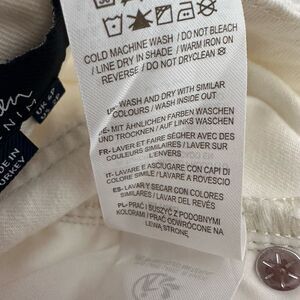 30
COLD MACHINE WASH / DO NOT BLEACH
/ LINE DRY IN SHADE / WARM IRON ON
REVERSE / DO NOT DRYCLEAN
UK- WASH AND DRY WITH SIMILAR
COLOURS / WASH INSIDE OUT
DE- MIT ÄHNLICHEN FARBEN WASCHEN
UND TROCKNEN / AUF LINKS WASCHEN
FR- LAVER ET FAIRE SÉCHER AVEC DES
COULEURS SIMILAIRES / LAVER SUR
L'ENVERS
IT- LAVARE E ASCIUGARE CON CAPI DI
COLORE SIMILE / LAVARE A ROVESCIO
ES- LAVAR Y SECAR CON COLORES
SIMILES / LAVAR DEL REVÉS
PL- PRAĆ I SUSZYĆ Z PODOBNYMI
KOLORAMI / PRAĆ ODWRÓCONE NA
LEWĄ STRONĘ
DENIM
UK
MADE IN
TURKEY